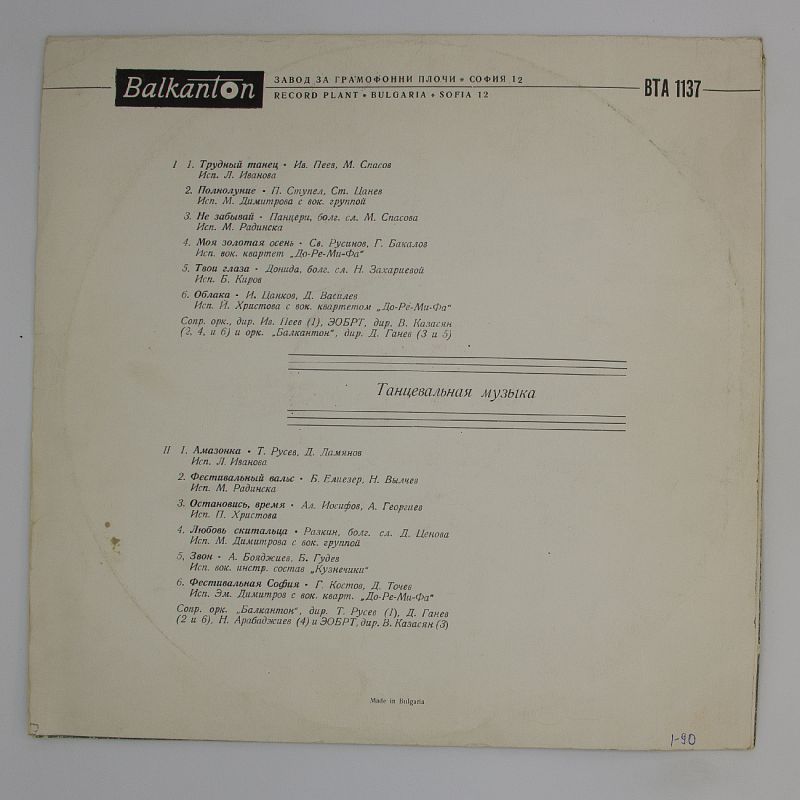 Balkanton
ЗАВОД ЗА ГРАМОФОННИ ПЛОЧИ • СОФИЯ 12
RECORD PLANT • BULGARIA • SOFIA 12
ВТА 1137
I 1. Трудный танец • Ив. Пеев, М. Спасов
Исп. Л. Иванова
2. Полнолуние • П. Ступел, Ст. Цанев
Исп. М. Димитрова с вок. группой
3. Не забывай • Панцери, болг. сл. М. Спасова
Исп. М. Радинска
4. Моя золотая осень • Св. Русинов, Г. Бакалов
Исп. вок. квартет „До-Ре-Ми-Фа“
5. Твои глаза • Донида, болг. сл. Н. Захариевой
Исп. Б. Киров
6. Облака • И. Цанков, Д. Василев
Исп. Й. Христова с вок. квартетом „До-Ре-Ми-Фа“
Сопр. орк., дир. Ив. Пеев (1), ЭОБРТ, дир. В. Казасян
(2, 4, и 6) и орк. „Балкантон“, дир. Д. Ганев (3 и 5)
Танцевальная музыка
II 1. Амазонка • Т. Русев, Д. Дамянов
Исп. Л. Иванова
2. Фестивальный вальс • Б. Елиезер, Н. Вылчев
Исп. М. Радинска
3. Остановись, время • Ал. Иосифов, А. Георгиев
Исп. П. Христова
4. Любовь скитальца • Разкан, болг. сл. Д. Ценова
Исп. М. Димитрова с вок. группой
5, Звон • А. Бояджиев, Б. Гудев
Исп. вок. инстр. состав „Кузнечики“
6. Фестивальная София • Г. Костов, Д. Точев
Исп. Эм. Димитров с вок. кварт. „До-Ре-Ми-Фа“
Сопр. орк. „Балкантон“, дир. Т. Русев (1), Д. Ганев
(2 и 6), Н. Арабаджиев (4) и ЭОБРТ, дир. В. Казасян (3)
Made in Bulgaria
1-90